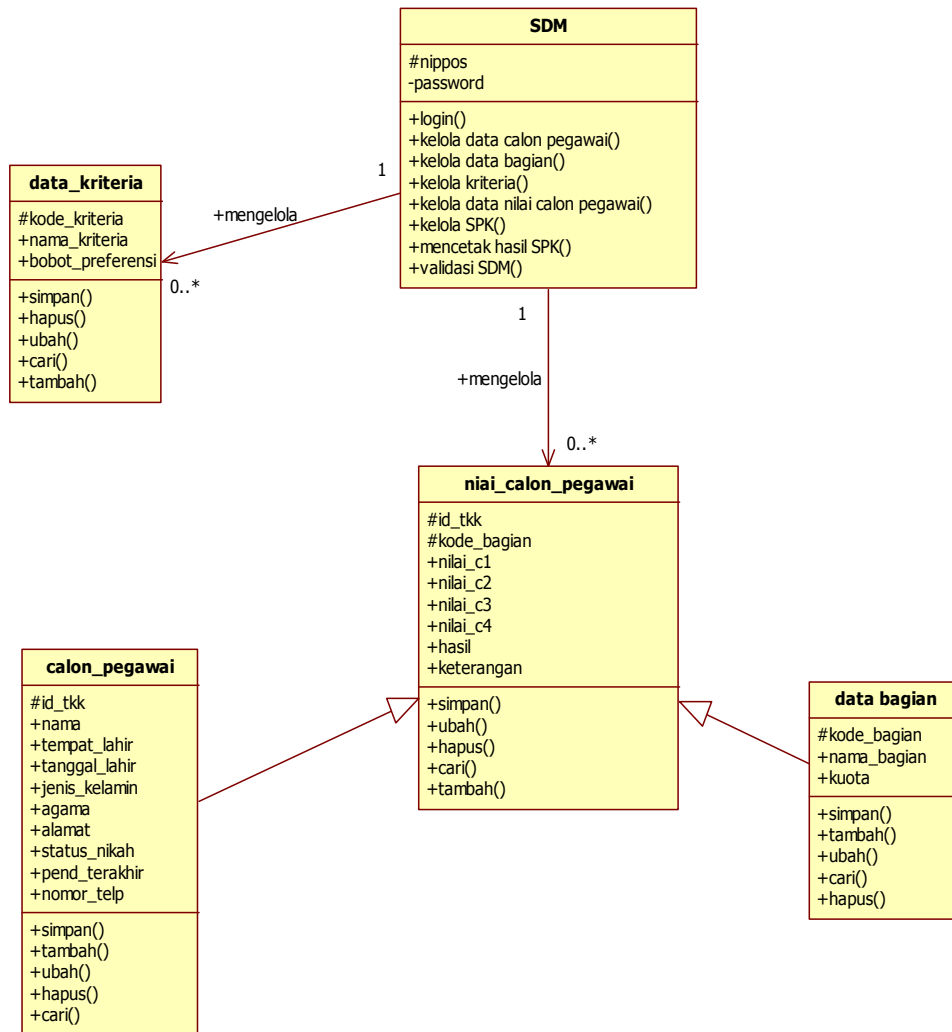 SDM
#nippos
-password
+login()
+kelola data calon pegawai()
+kelola data bagian()
+kelola kriteria()
+kelola data nilai calon pegawai()
+kelola SPK()
+mencetak hasil SPK()
+validasi SDM()
1
+mengelola
0..*
data_kriteria
#kode_kriteria
+nama_kriteria
+bobot_preferensi
+simpan()
+hapus()
+ubah()
+cari()
+tambah()
1
+mengelola
0..*
niai_calon_pegawai
#id_tkk
#kode_bagian
+nilai_c1
+nilai_c2
+nilai_c3
+nilai_c4
+hasil
+keterangan
+simpan()
+ubah()
+hapus()
+cari()
+tambah()
calon_pegawai
#id_tkk
+nama
+tempat_lahir
+tanggal_lahir
+jenis_kelamin
+agama
+alamat
+status_nikah
+pend_terakhir
+nomor_telp
+simpan()
+tambah()
+ubah()
+hapus()
+cari()
data bagian
#kode_bagian
+nama_bagian
+kuota
+simpan()
+tambah()
+ubah()
+cari()
+hapus()